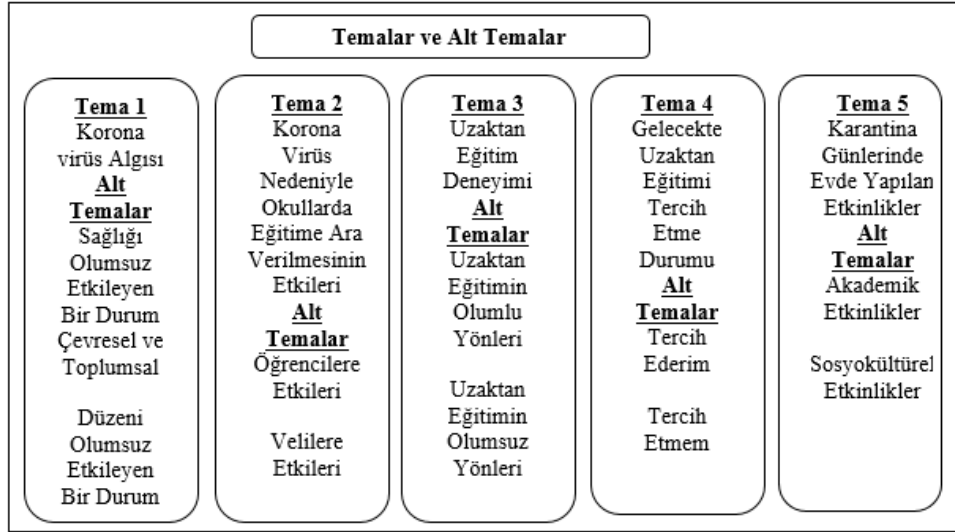 Temalar ve Alt Temalar
Tema 1
Korona
virüs Algısı
Alt
Temalar
Sağlığı
Olumsuz
Etkileyen
Bir Durum
Çevresel ve
Toplumsal
Düzeni
Olumsuz
Etkileyen
Bir Durum
Tema 2
Korona
Virüs
Nedeniyle
Okullarda
Eğitime Ara
Verilmesinin
Etkileri
Alt
Temalar
Öğrencilere
Etkileri
Velilere
Etkileri
Tema 3
Uzaktan
Eğitim
Deneyimi
Alt
Temalar
Uzaktan
Eğitimin
Olumlu
Yönleri
Uzaktan
Eğitimin
Olumsuz
Yönleri
Tema 4
Gelecekte
Uzaktan
Eğitimi
Tercih
Etme
Durumu
Alt
Temalar
Tercih
Ederim
Tercih
Etmem
Tema 5
Karantina
Günlerinde
Evde Yapılan
Etkinlikler
Alt
Temalar
Akademik
Etkinlikler
Sosyokültürel
Etkinlikler